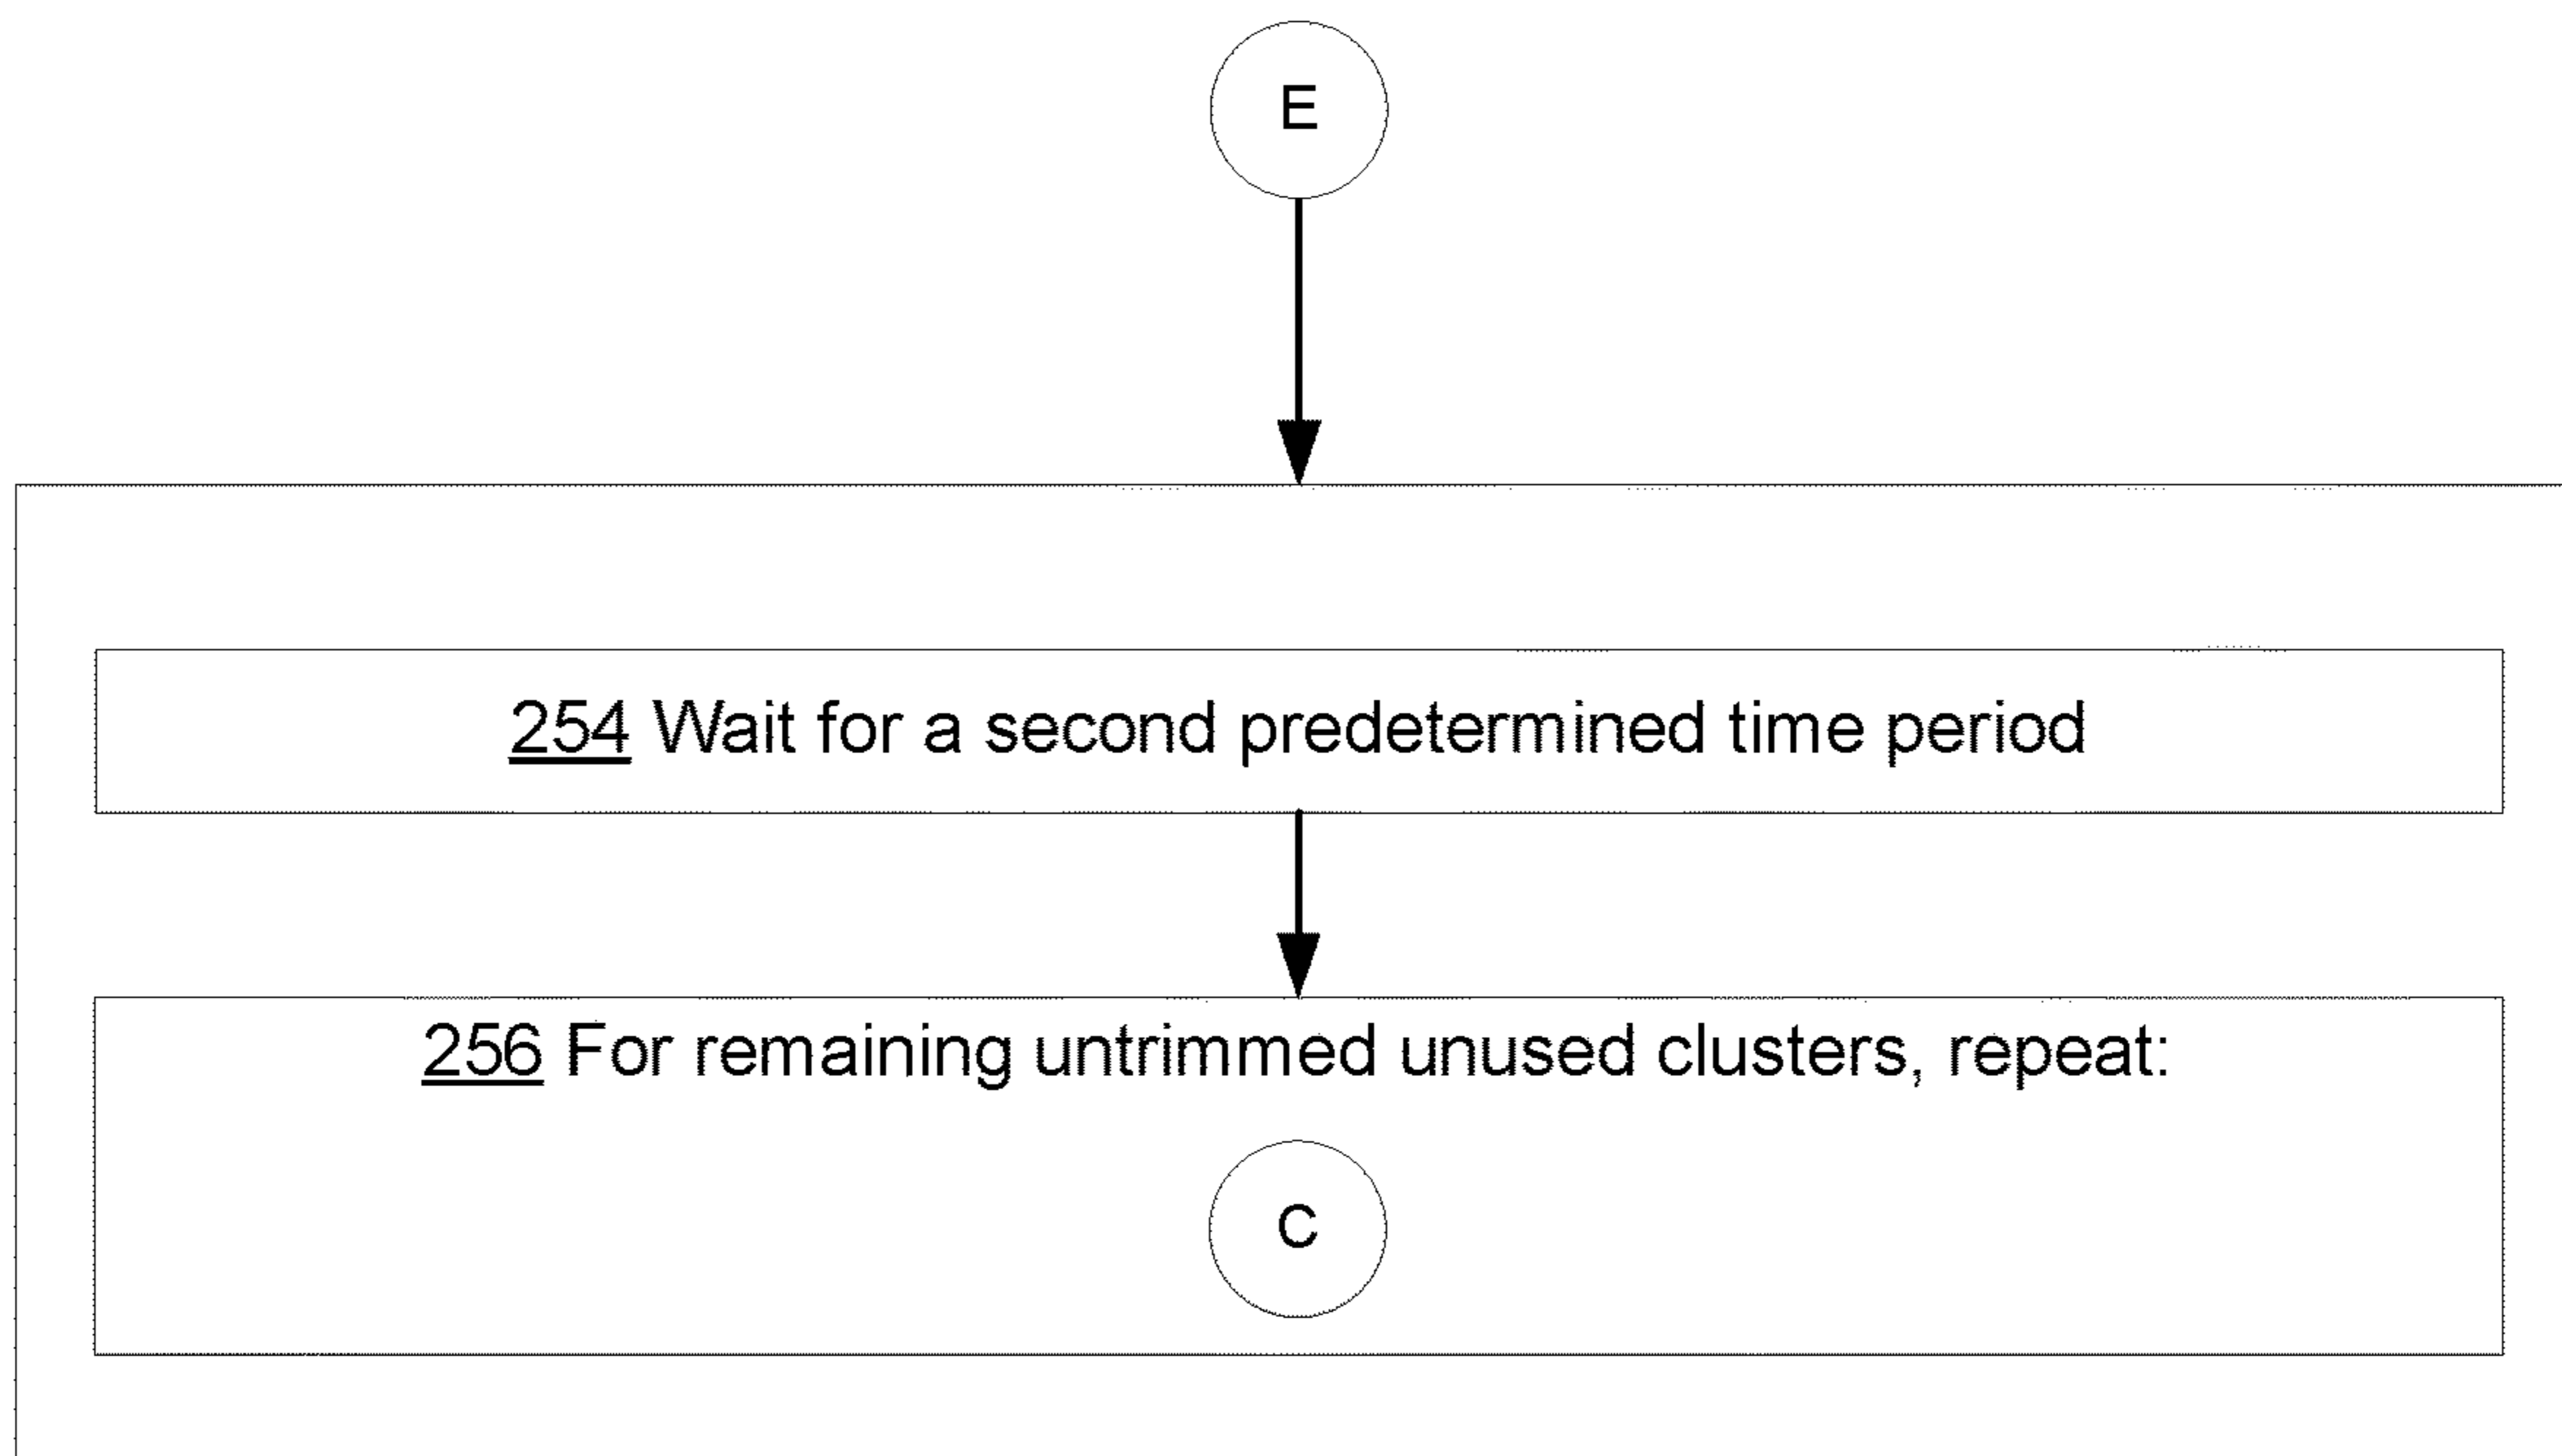 E
254 Wait for a second predetermined time period
256 For remaining untrimmed unused clusters, repeat:
C